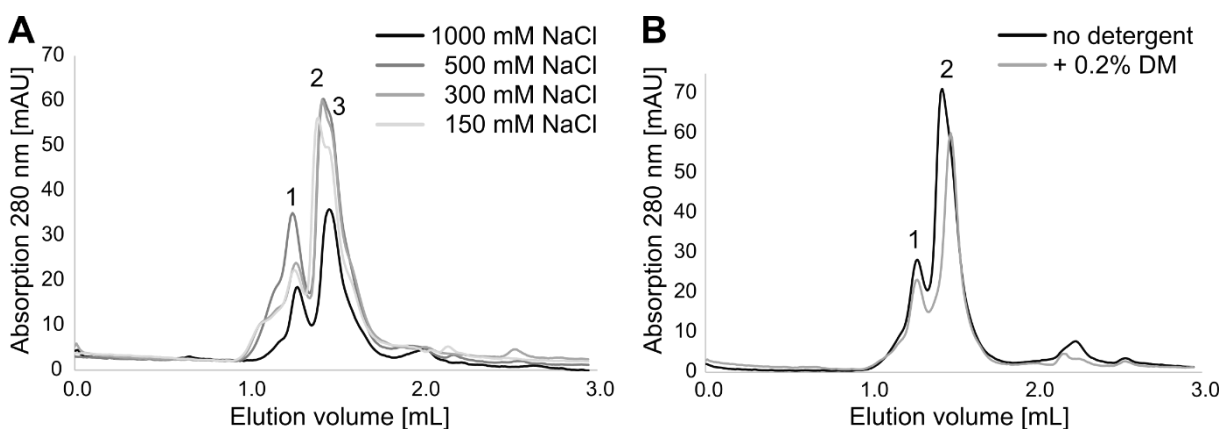 A
1000 mM NaCl
500 mM NaCl
300 mM NaCl
150 mM NaCl
Absorption 280 nm [mAU]
70
60
50
40
30
20
10
0
1
2
3
0
1.0
2.0
3.0
Elution volume [mL]
B
no detergent
+ 0.2% DM
Absorption 280 nm [mAU]
70
60
50
40
30
20
10
0
1
2
0.0
1.0
2.0
3.0
Elution volume [mL]